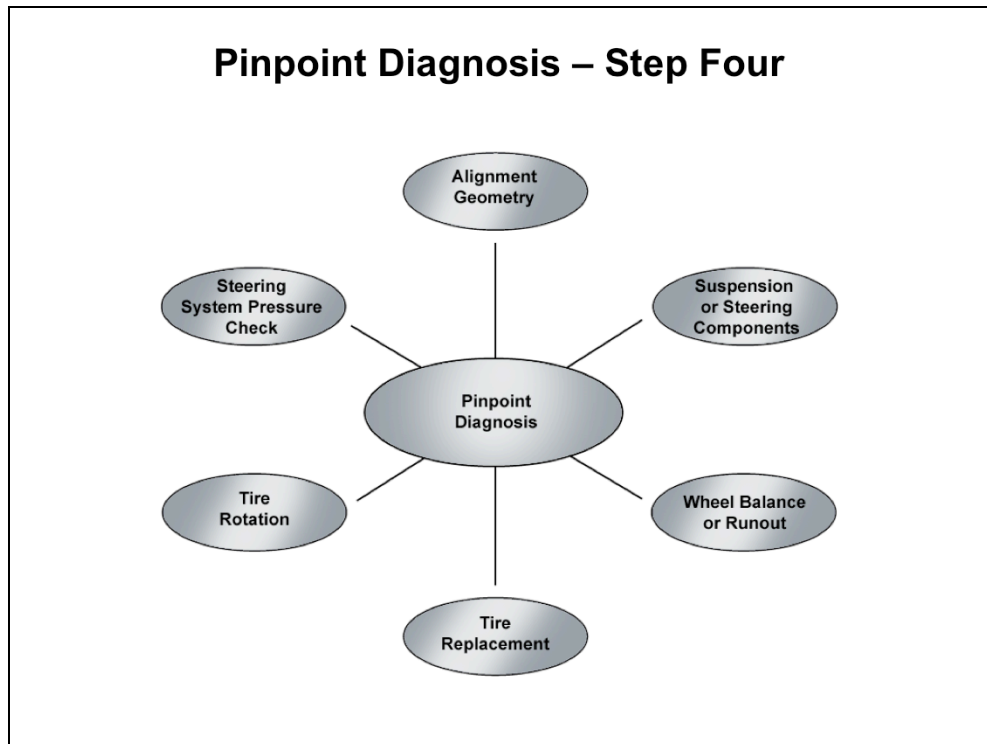 Pinpoint Diagnosis – Step Four
Alignment
Geometry
Steering
System Pressure
Check
Suspension
or Steering
Components
Pinpoint
Diagnosis
Tire
Rotation
Wheel Balance
or Runout
Tire
Replacement